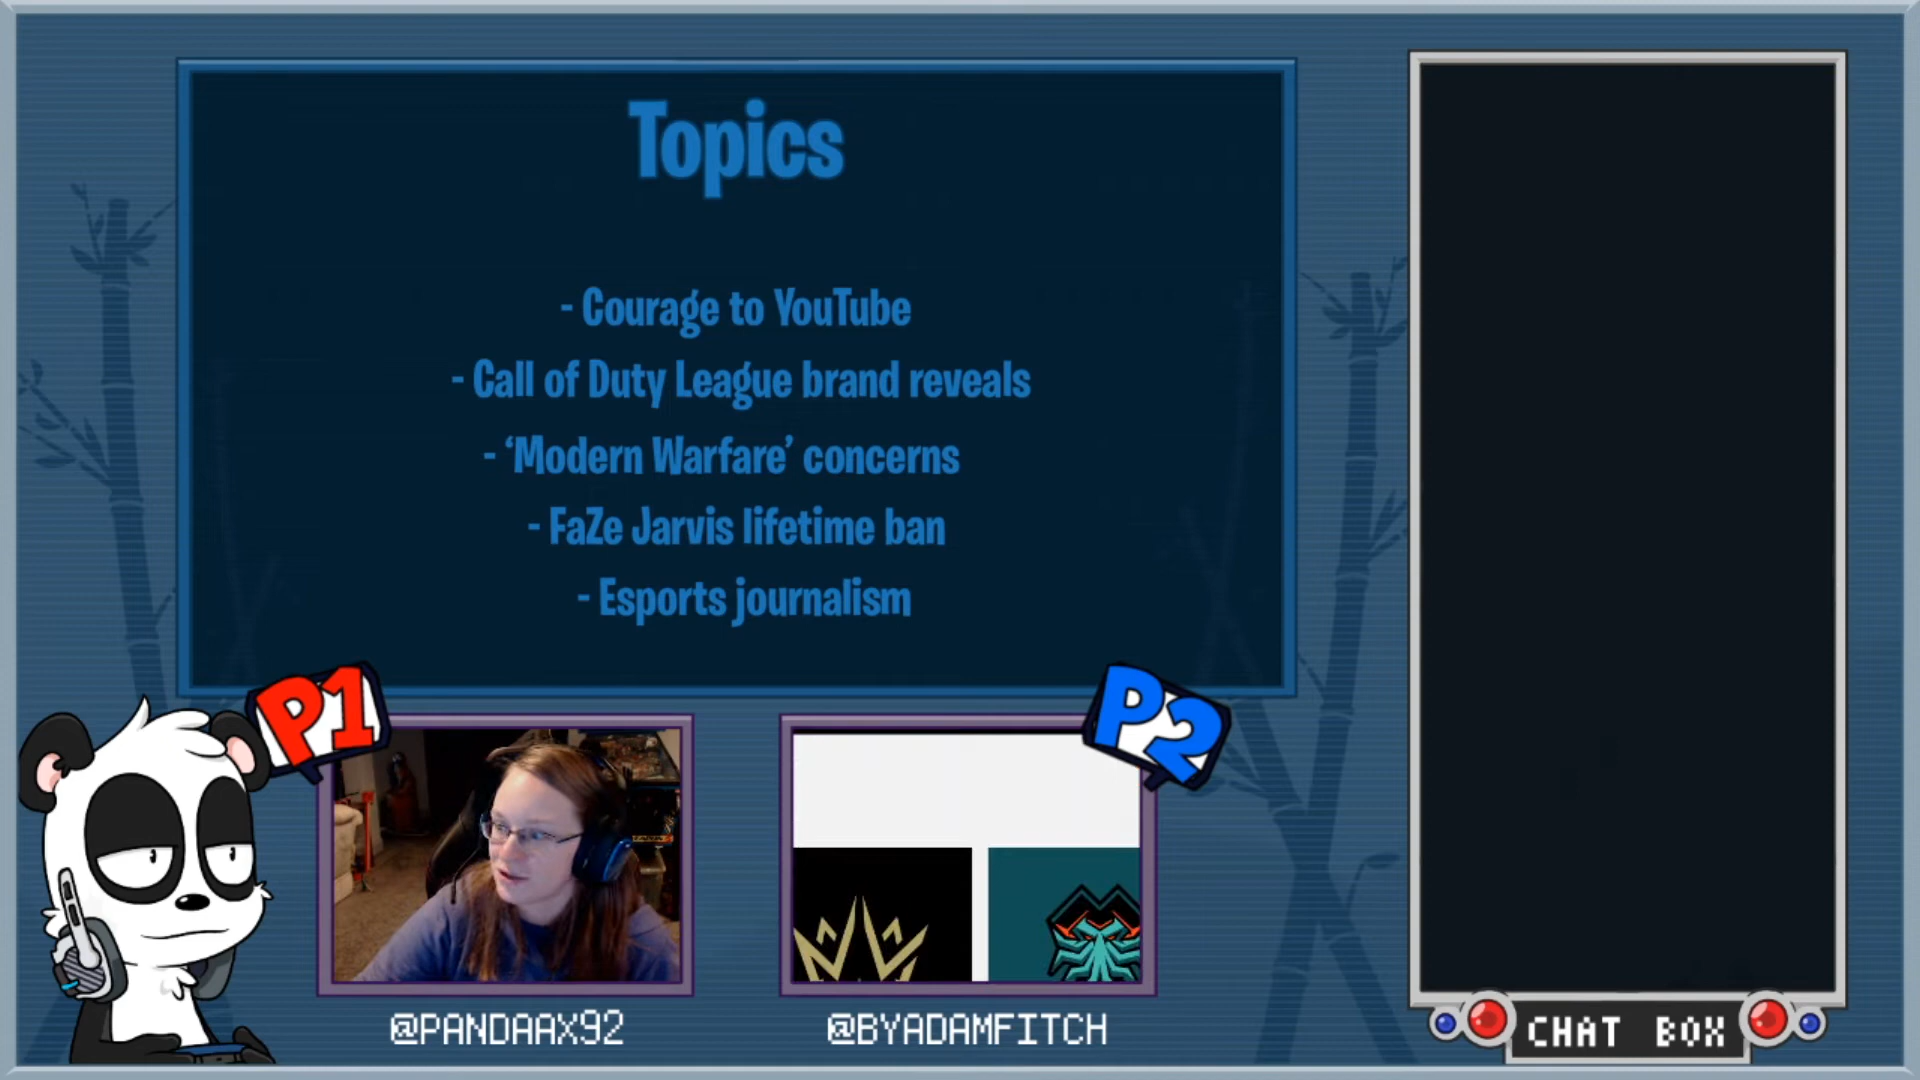 Topics
- Courage to YouTube
- Call of Duty League brand reveals
- ‘Modern Warfare’ concerns
- FaZe Jarvis lifetime ban
- Esports journalism
P1
P2
@PANDAAX92
@BYADAMFITCH
CHAT BOX